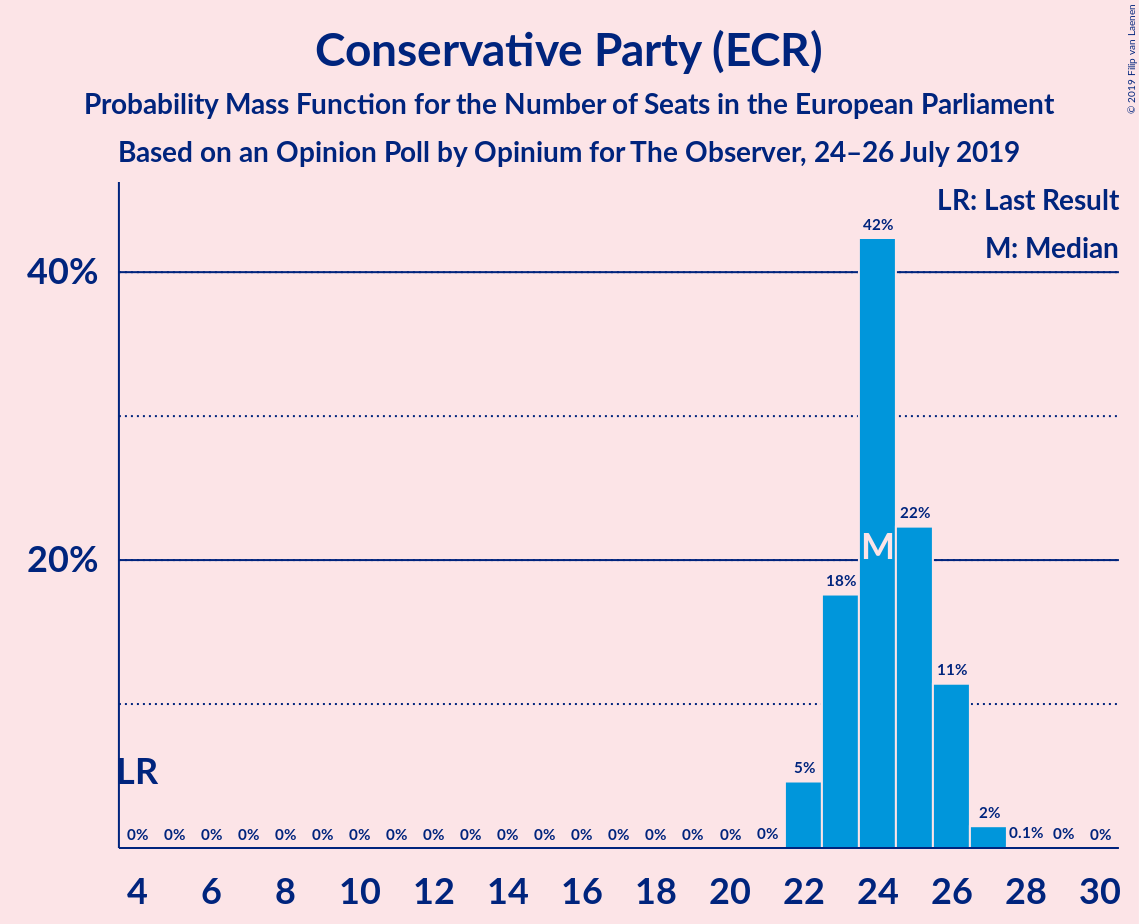 Conservative Party (ECR)
Probability Mass Function for the Number of Seats in the European Parliament
Based on an Opinion Poll by Opinium for The Observer, 24–26 July 2019
© 2019 Filip van Laenen
LR: Last Result
M: Median
40%
20%
42%
22%
M
18%
11%
5%
2%
LR
0% 0% 0% 0% 0% 0% 0% 0% 0% 0% 0% 0% 0% 0% 0% 0% 0% 0% 0.1% 0% 0%
4 6 8 10 12 14 16 18 20 22 24 26 28 30